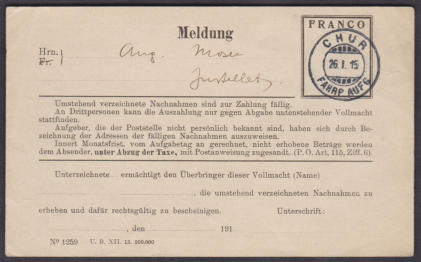 Meldung
FRANCO
CHUR
26. I. 15
FAHRP. AUFG
Hrn.
Fr.
Aug. Moser
Umstehend verzeichnete Nachnahmen sind zur Zahlung fällig.
An Drittpersonen kann die Auszahlung nur gegen Abgabe untenstehender Vollmacht
stattfinden.
Aufgeber, die der Poststelle nicht persönlich bekannt sind, haben sich durch Be-
zeichnung der Adressen der fälligen Nachnahmen auszuweisen.
Innert Monatsfrist, vom Aufgabetag an gerechnet, nicht erhobene Beträge werden
dem Absender, unter Abzug der Taxe, mit Postanweisung zugesandt. (P. O. Art. 115, Ziff. 6).
Unterzeichnete... ermächtigt den Überbringer dieser Vollmacht (Name)
, die umstehend verzeichneten Nachnahmen zu
erheben und dafür rechtsgültig zu bescheinigen. Unterschrift:
, den 191
Nº 1259 U. B. XII. 13. 300,000